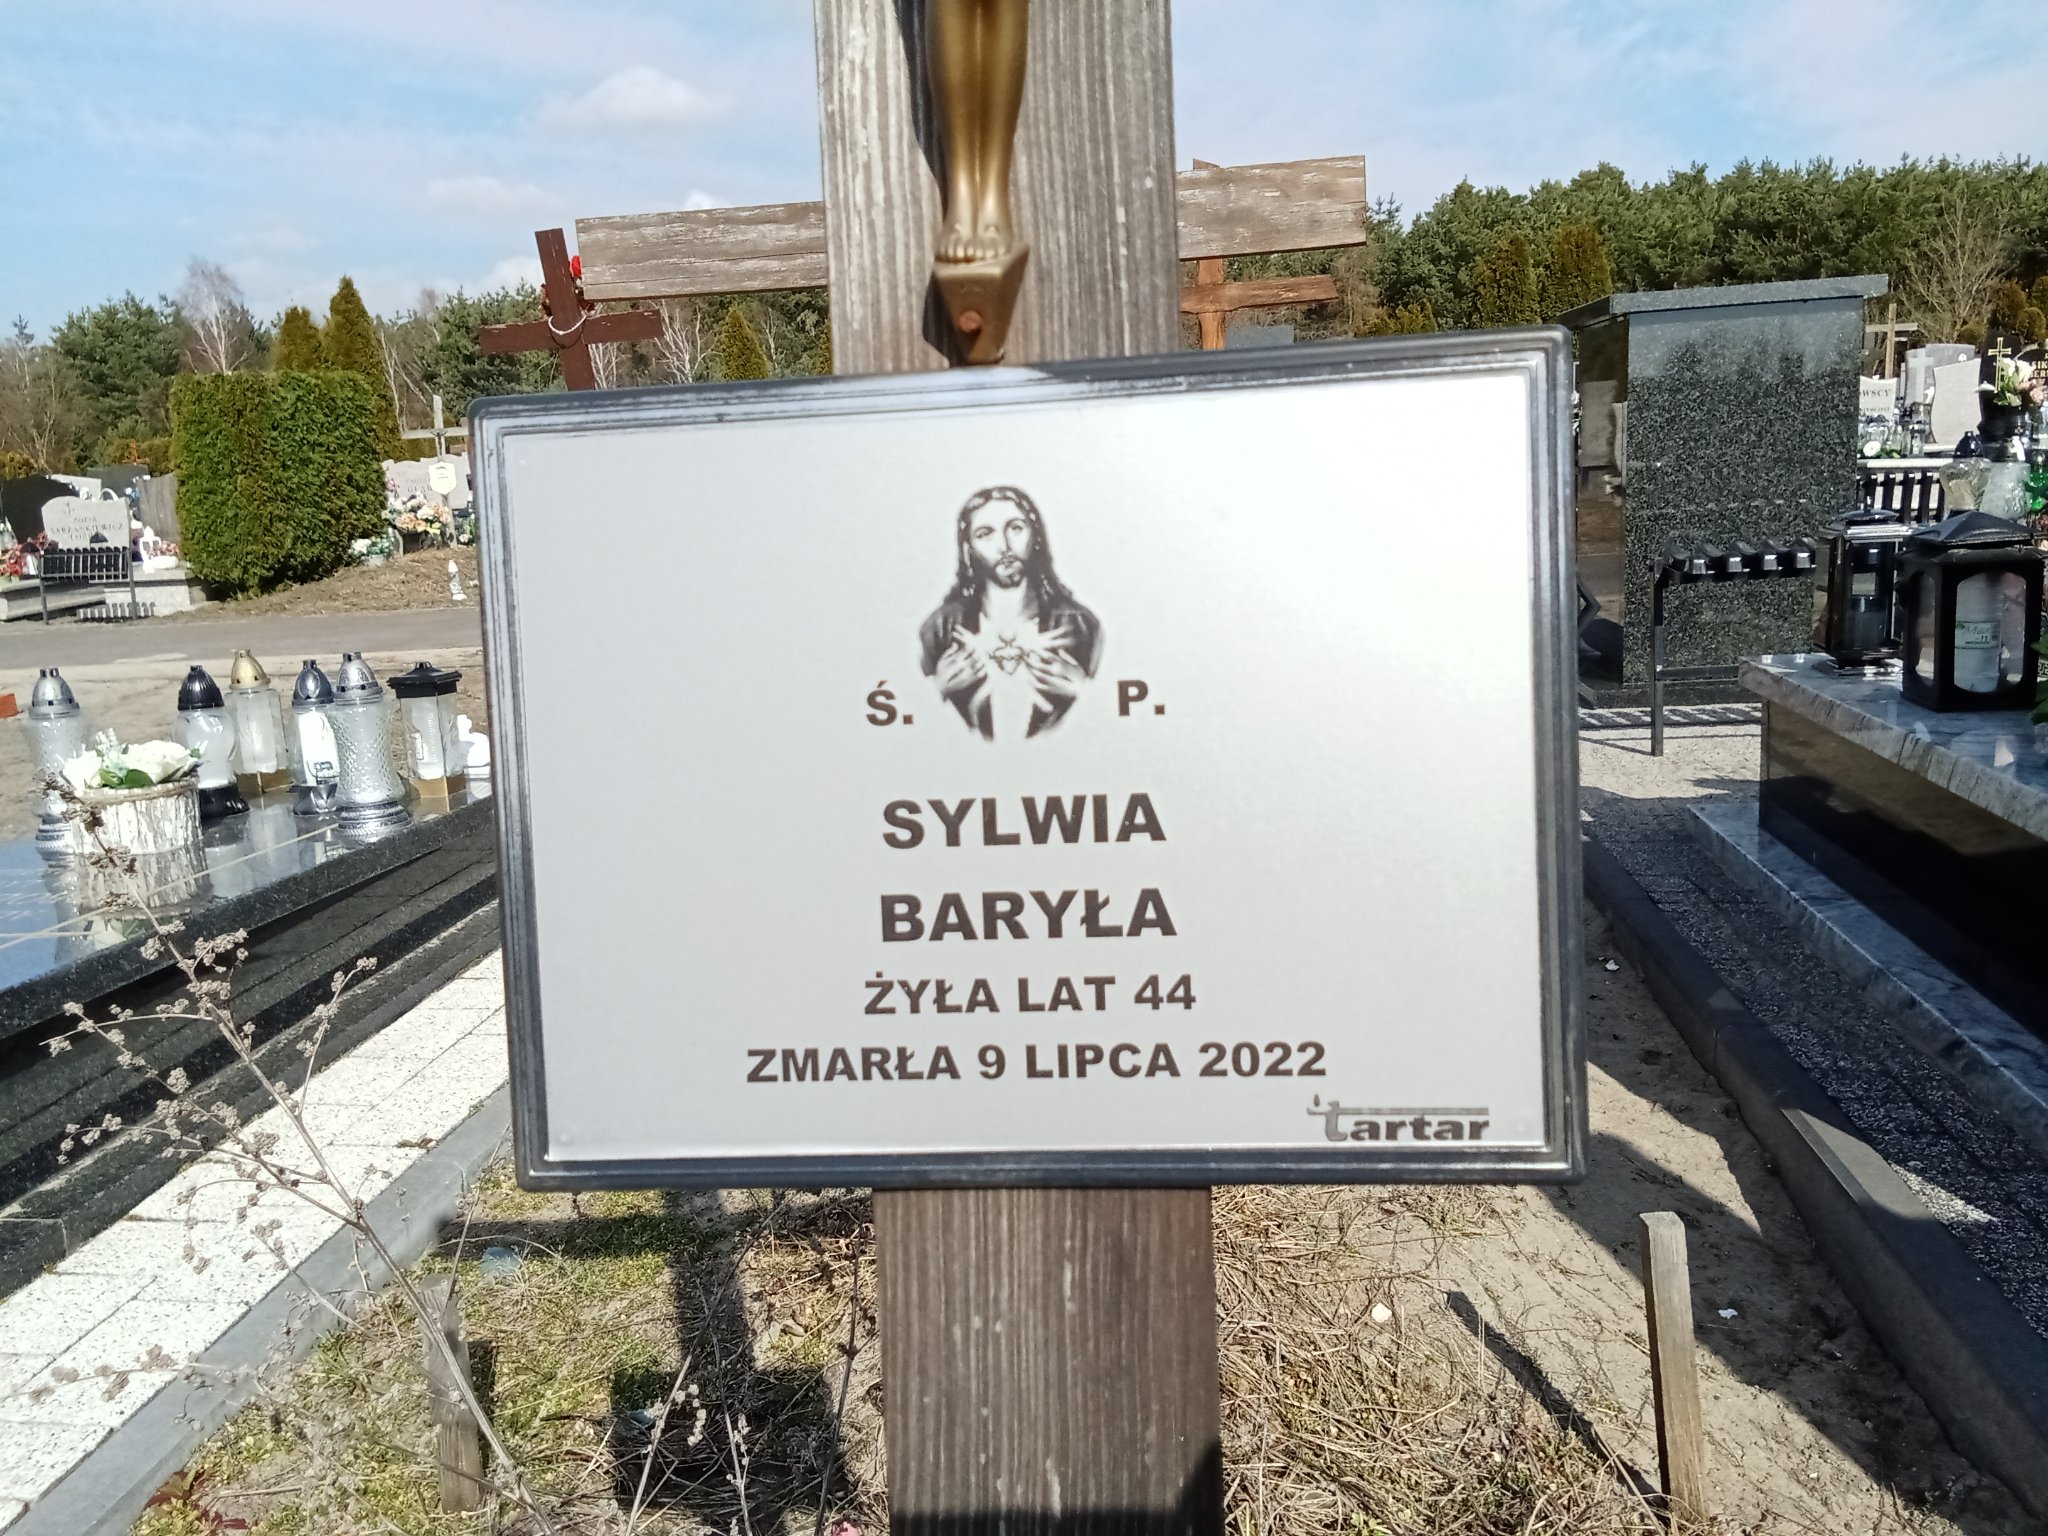 Ś. P.
SYLWIA
BARYŁA
ŻYŁA LAT 44
ZMARŁA 9 LIPCA 2022
tartar